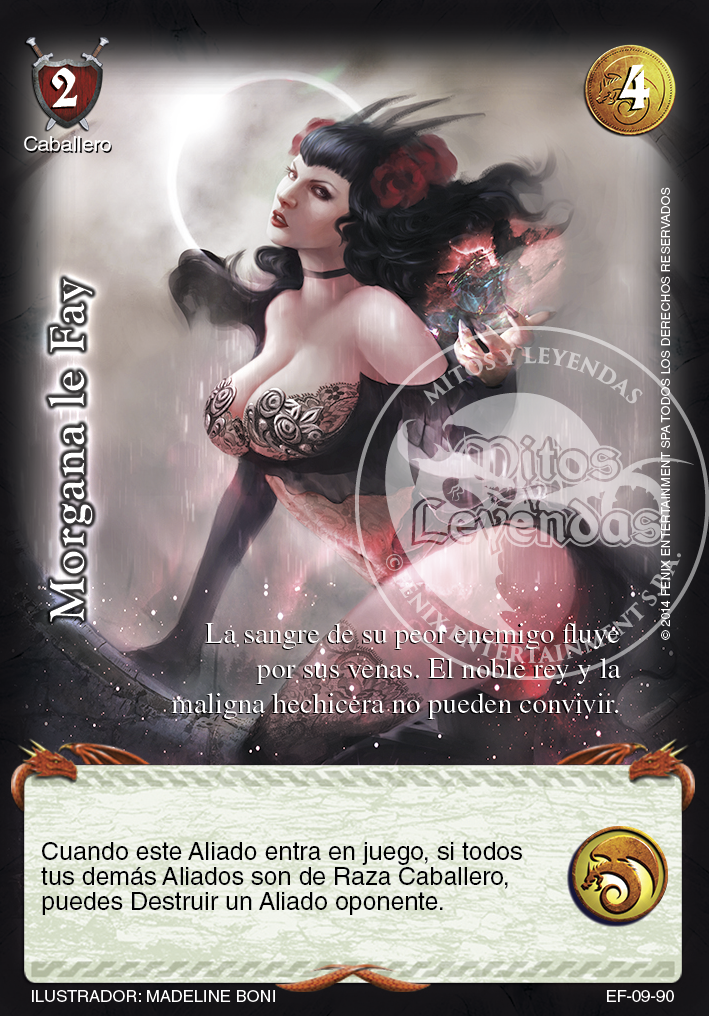 2
4
Caballero
Morgana le Fay
© 2014 FENIX ENTERTAINMENT SPA TODOS LOS DERECHOS RESERVADOS
MITOS Y LEYENDAS
Mitos
Leyendas
© FENIX ENTERTAINMENT S.P.A.
La sangre de su peor enemigo fluye
por sus venas. El noble rey y la
maligna hechicera no pueden convivir.
Cuando este Aliado entra en juego, si todos
tus demás Aliados son de Raza Caballero,
puedes Destruir un Aliado oponente.
ILUSTRADOR: MADELINE BONI
EF-09-90